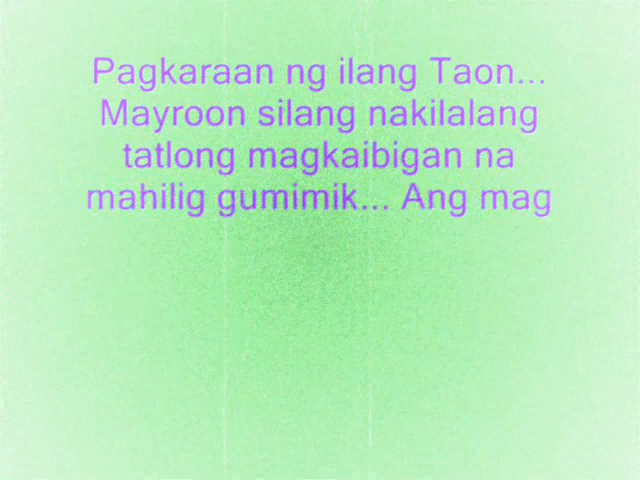 Pagkaraan ng ilang Taon...
Mayroon silang nakilalang
tatlong magkaibigan na
mahilig gumimik... Ang mag